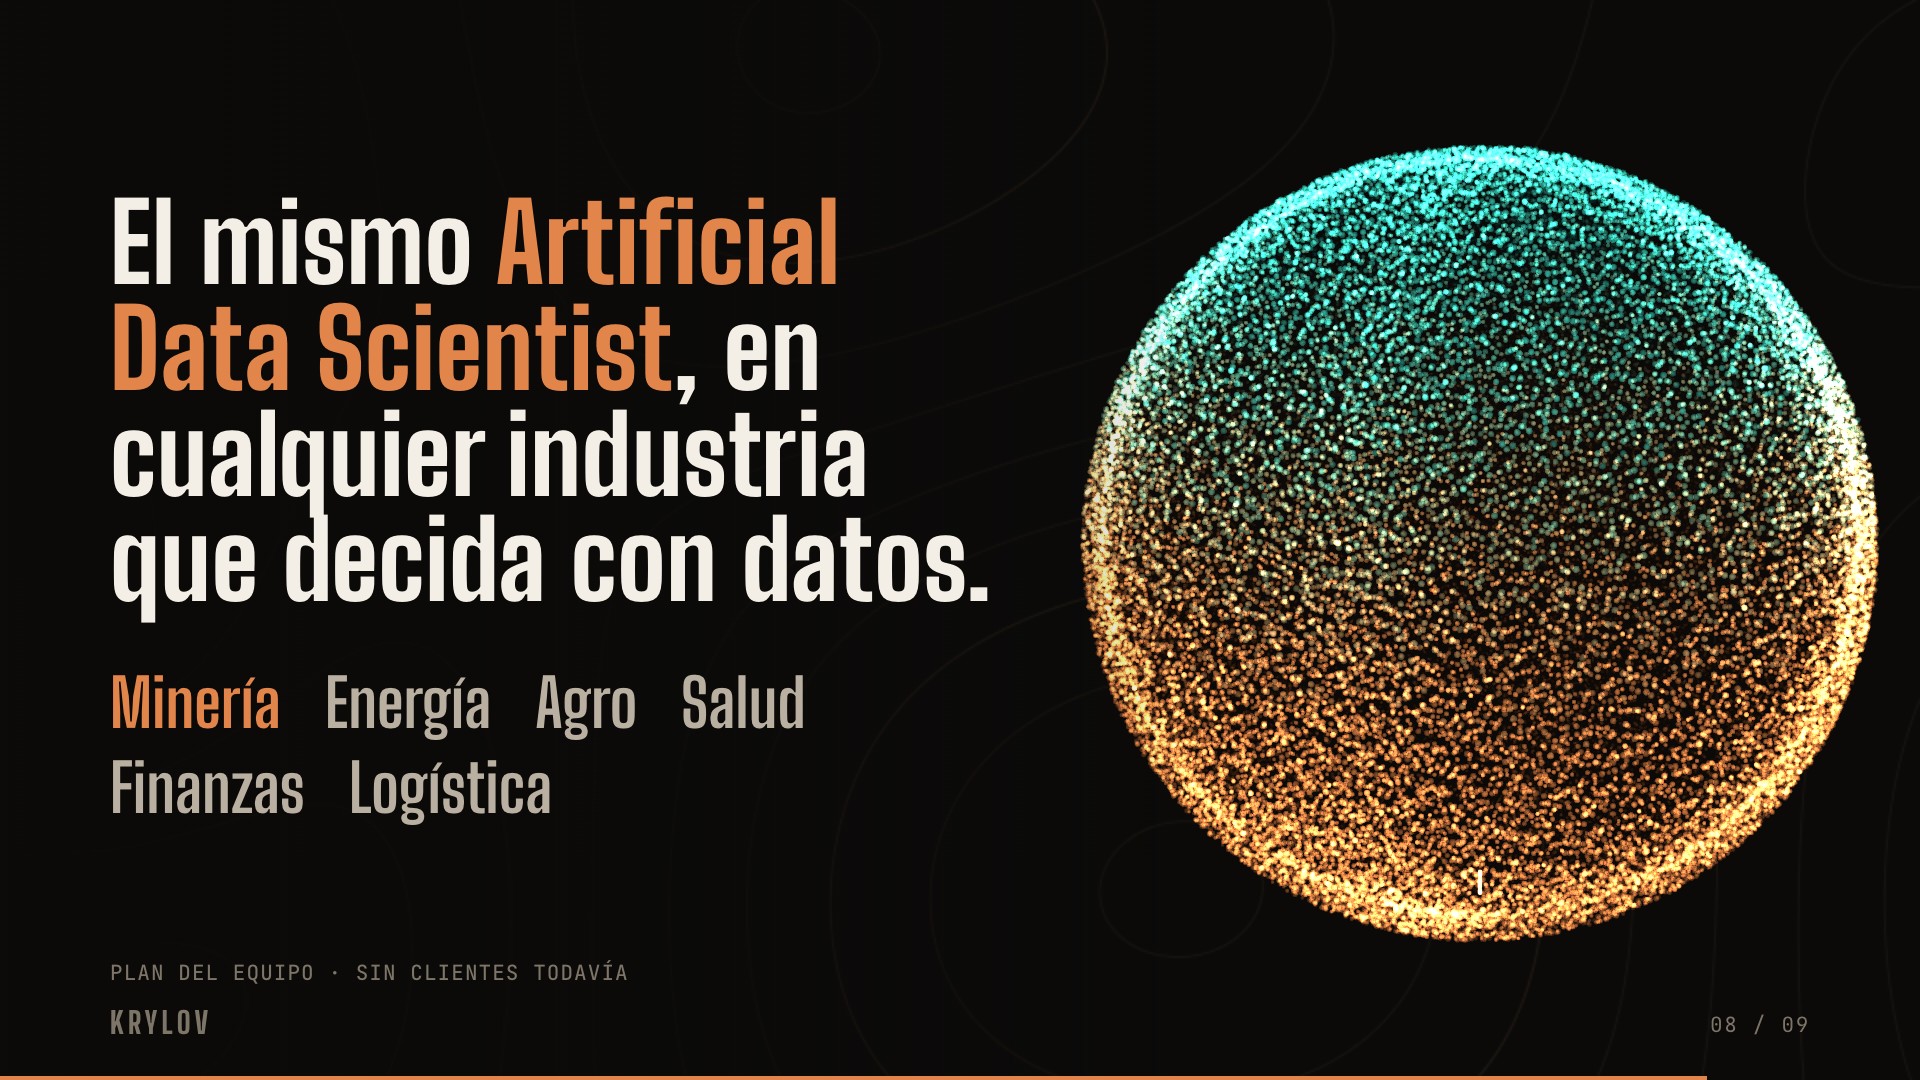 El mismo Artificial
Data Scientist, en
cualquier industria
que decida con datos.
Minería Energía Agro Salud
Finanzas Logística
PLAN DEL EQUIPO · SIN CLIENTES TODAVÍA
KRYLOV
08 / 09